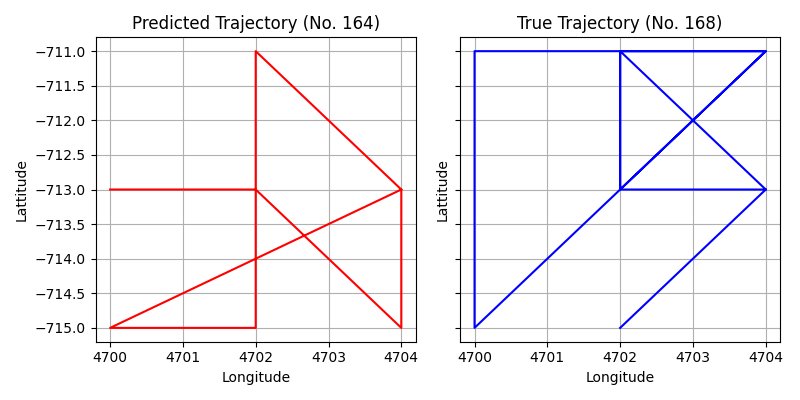 Predicted Trajectory (No. 164)
True Trajectory (No. 168)
−711.0
−711.5
−712.0
−712.5
−713.0
−713.5
−714.0
−714.5
−715.0
Lattitude
Lattitude
4700 4701 4702 4703 4704
4700 4701 4702 4703 4704
Longitude
Longitude